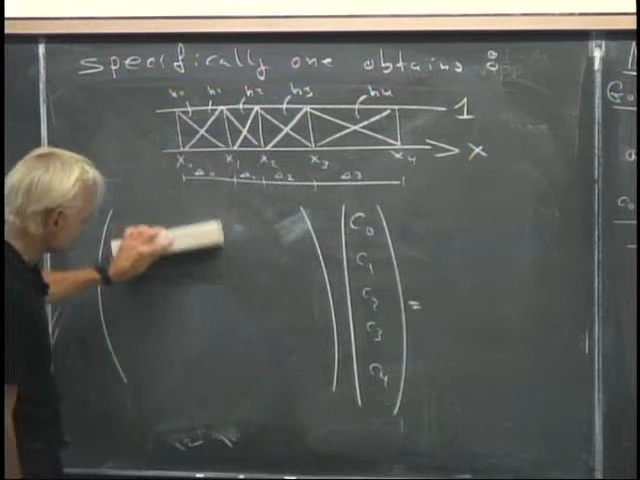 specifically one obtains :
h0 h1 h2 h3 h4
1
x0 x1 x2 x3 x4 x
Δ0 Δ1 Δ2 Δ3
C0
C1
C2
C3
C4
=